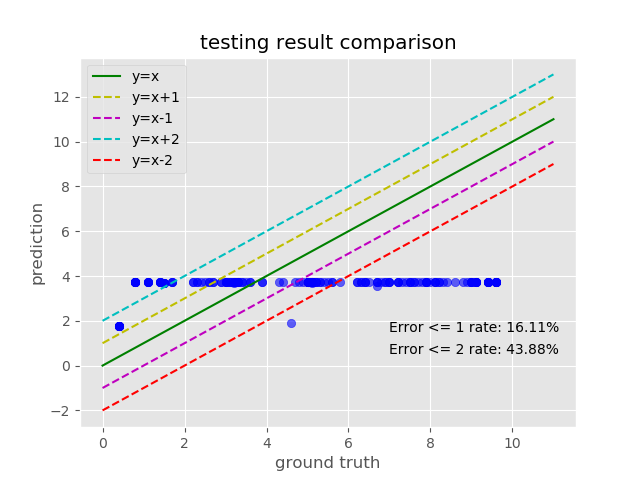 testing result comparison
y=x
y=x+1
y=x-1
y=x+2
y=x-2
12
10
8
6
4
2
0
−2
prediction
Error <= 1 rate: 16.11%
Error <= 2 rate: 43.88%
0 2 4 6 8 10
ground truth